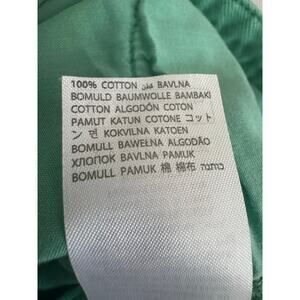 100% COTTON قطن BAVLNA
BOMULD BAUMWOLLE BAMBAKI
COTTON ALGODÓN COTON
PAMUT KATUN COTONE コット
ン 면 KOKVILNA KATOEN
BOMULL BAWEŁNA ALGODÃO
ХЛОПОК BAVLNA PAMUK
BOMULL PAMUK 棉 棉布 כותנה